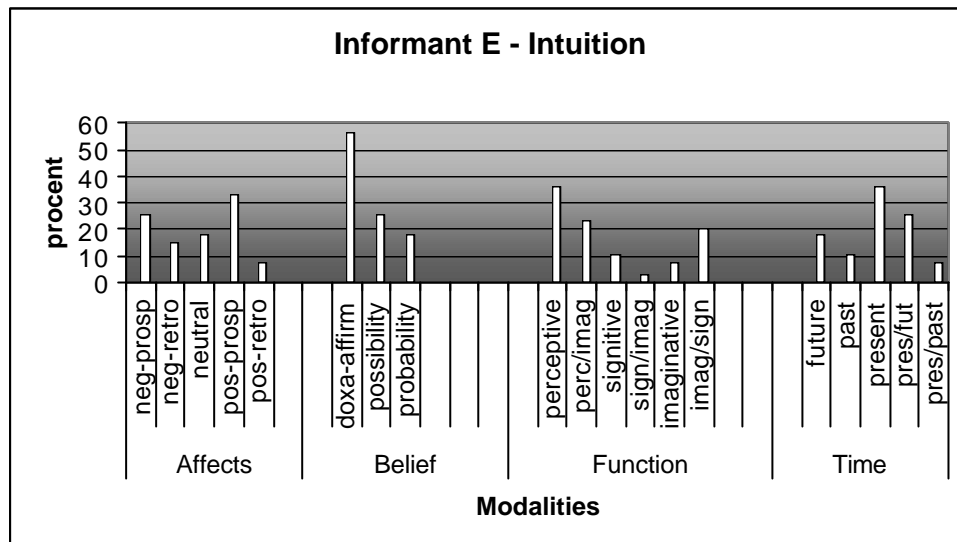 Informant E - Intuition
procent
60
50
40
30
20
10
0
neg-prosp
neg-retro
neutral
pos-prosp
pos-retro
doxa-affirm
possibility
probability
perceptive
perc/imag
signitive
sign/imag
imaginative
imag/sign
future
past
present
pres/fut
pres/past
Affects
Belief
Function
Time
Modalities